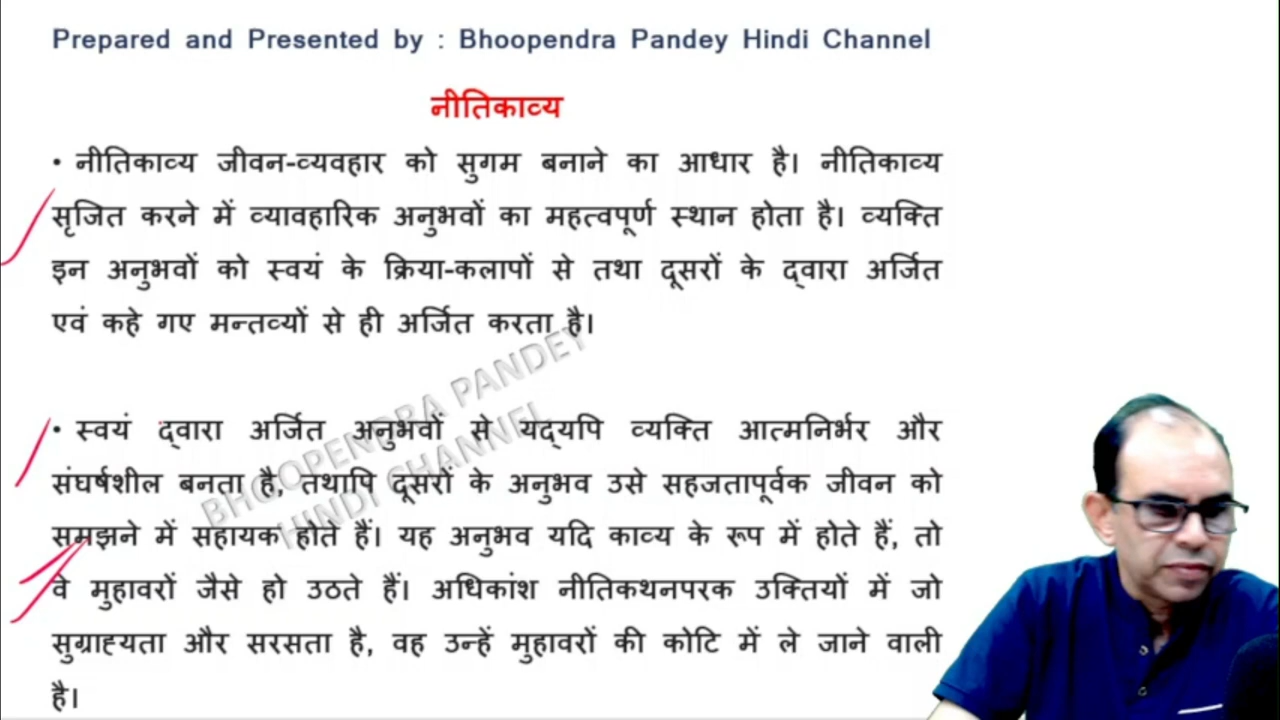 Prepared and Presented by : Bhoopendra Pandey Hindi Channel
नीतिकाव्य
• नीतिकाव्य जीवन-व्यवहार को सुगम बनाने का आधार है। नीतिकाव्य
सृजित करने में व्यावहारिक अनुभवों का महत्वपूर्ण स्थान होता है। व्यक्ति
इन अनुभवों को स्वयं के क्रिया-कलापों से तथा दूसरों के द्वारा अर्जित
एवं कहे गए मन्तव्यों से ही अर्जित करता है।
BHOOPENDRA PANDEY
HINDI CHANNEL
• स्वयं द्वारा अर्जित अनुभवों से यद्यपि व्यक्ति आत्मनिर्भर और
संघर्षशील बनता है, तथापि दूसरों के अनुभव उसे सहजतापूर्वक जीवन को
समझने में सहायक होते हैं। यह अनुभव यदि काव्य के रूप में होते हैं, तो
वे मुहावरों जैसे हो उठते हैं। अधिकांश नीतिकथनपरक उक्तियों में जो
सुग्राह्यता और सरसता है, वह उन्हें मुहावरों की कोटि में ले जाने वाली
है।